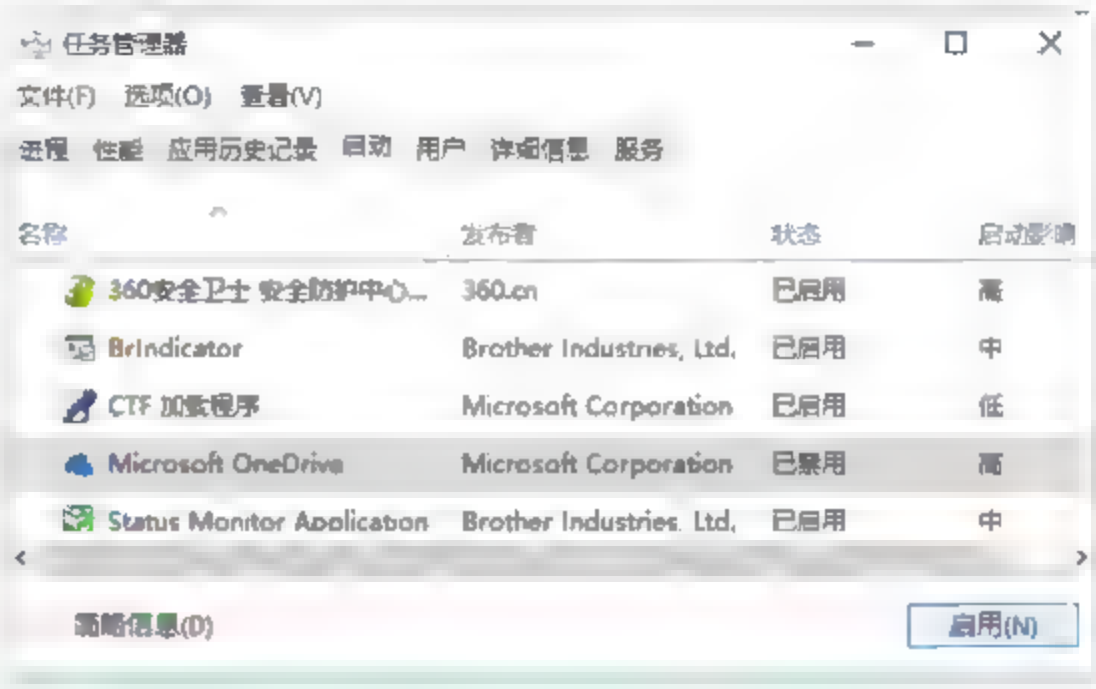 任务管理器
文件(F) 选项(O) 查看(V)
进程 性能 应用历史记录 启动 用户 详细信息 服务
名称 发布者 状态 启动影响
360安全卫士 安全防护中心... 360.cn 已启用 高
BrIndicator Brother Industries, Ltd. 已启用 中
CTF 加载程序 Microsoft Corporation 已启用 低
Microsoft OneDrive Microsoft Corporation 已禁用 高
Status Monitor Application Brother Industries, Ltd. 已启用 中
简略信息(D) 启用(N)